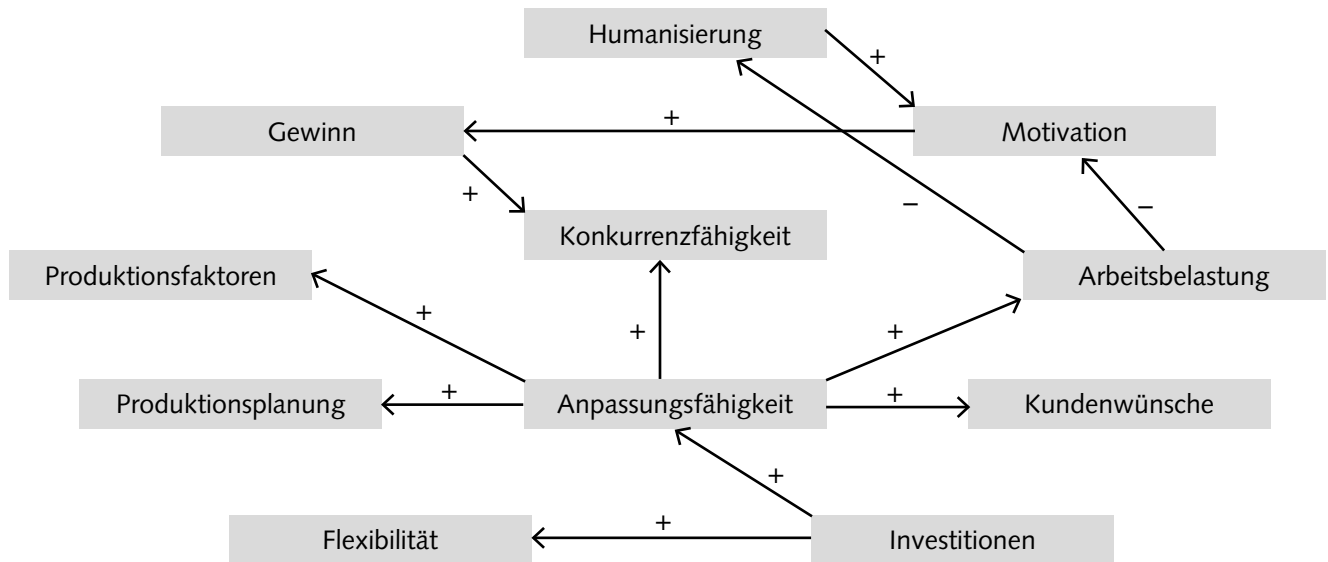 Humanisierung
+
Gewinn
+
Motivation
+
–
–
Konkurrenzfähigkeit
Produktionsfaktoren
Arbeitsbelastung
+
+
+
Produktionsplanung
+
Anpassungsfähigkeit
+
Kundenwünsche
+
Flexibilität
+
Investitionen